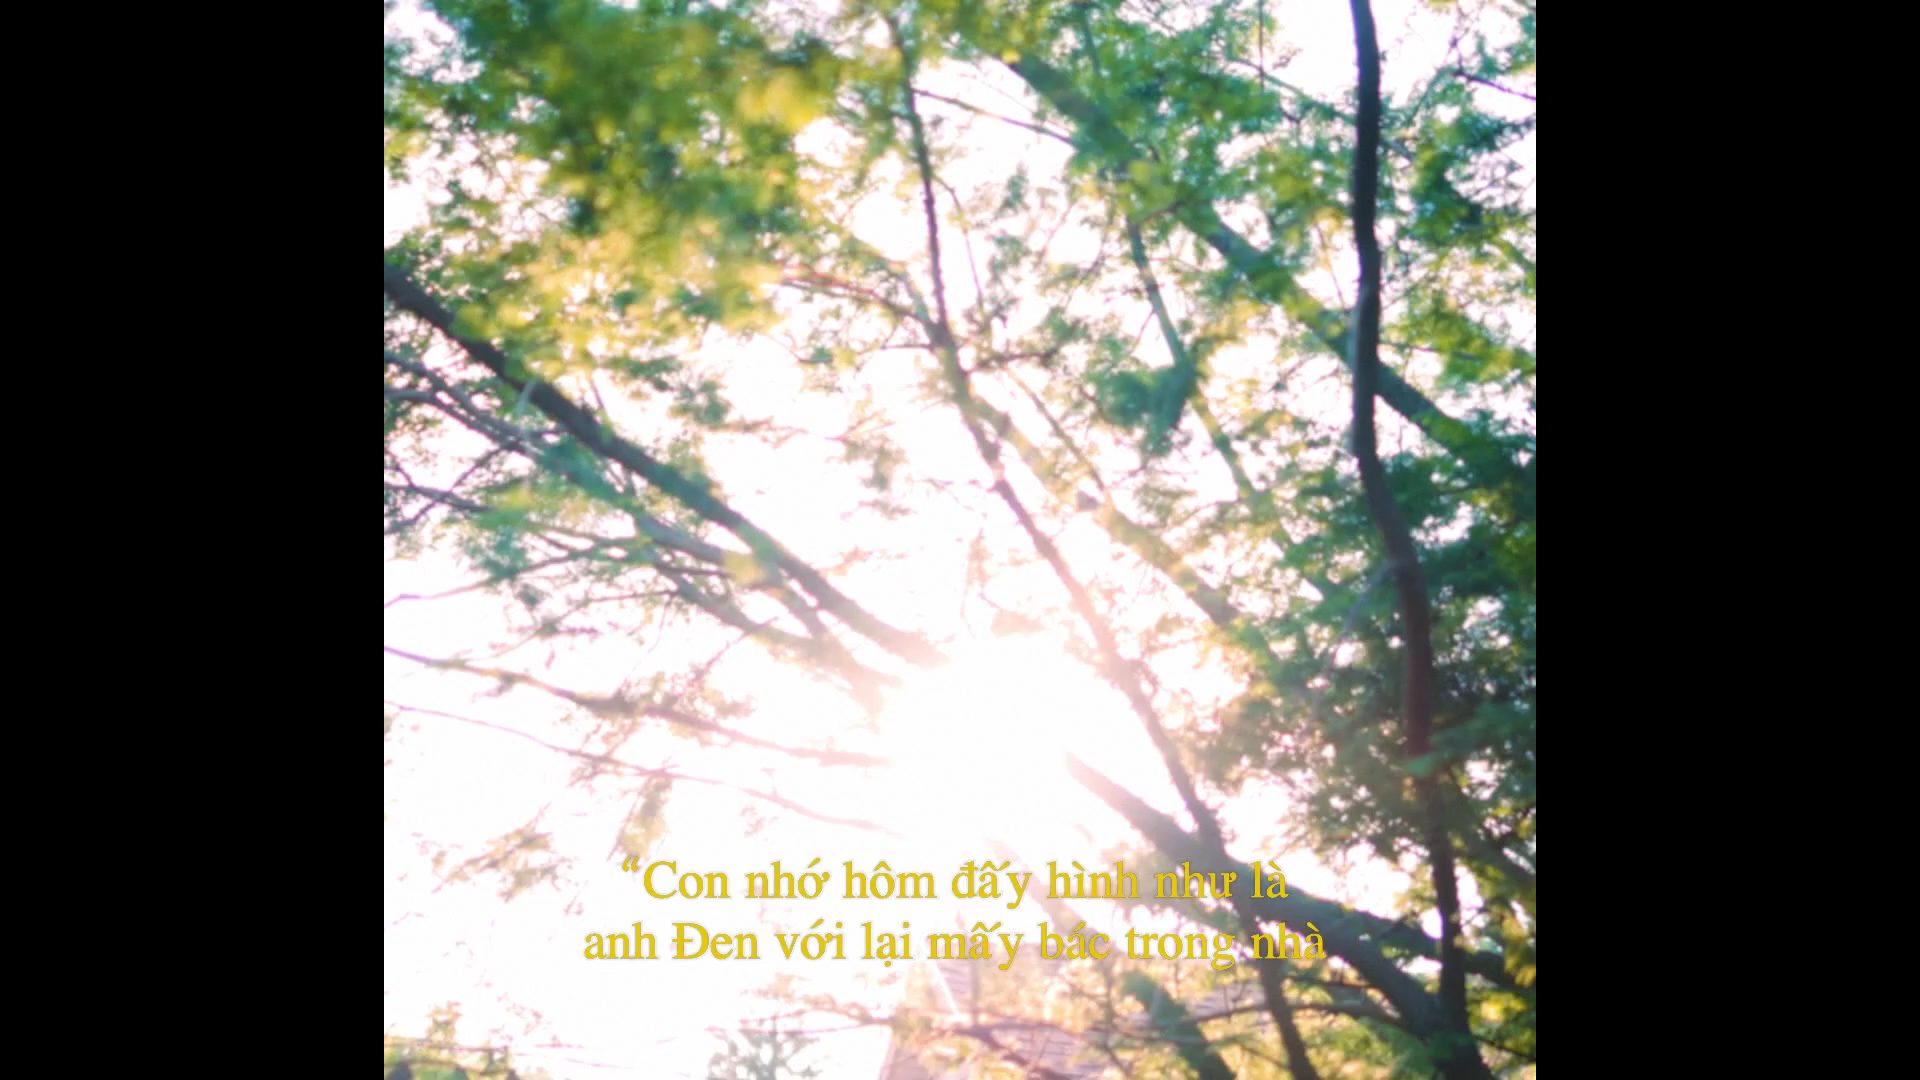 “Con nhớ hôm đấy hình như là
anh Đen với lại mấy bác trong nhà